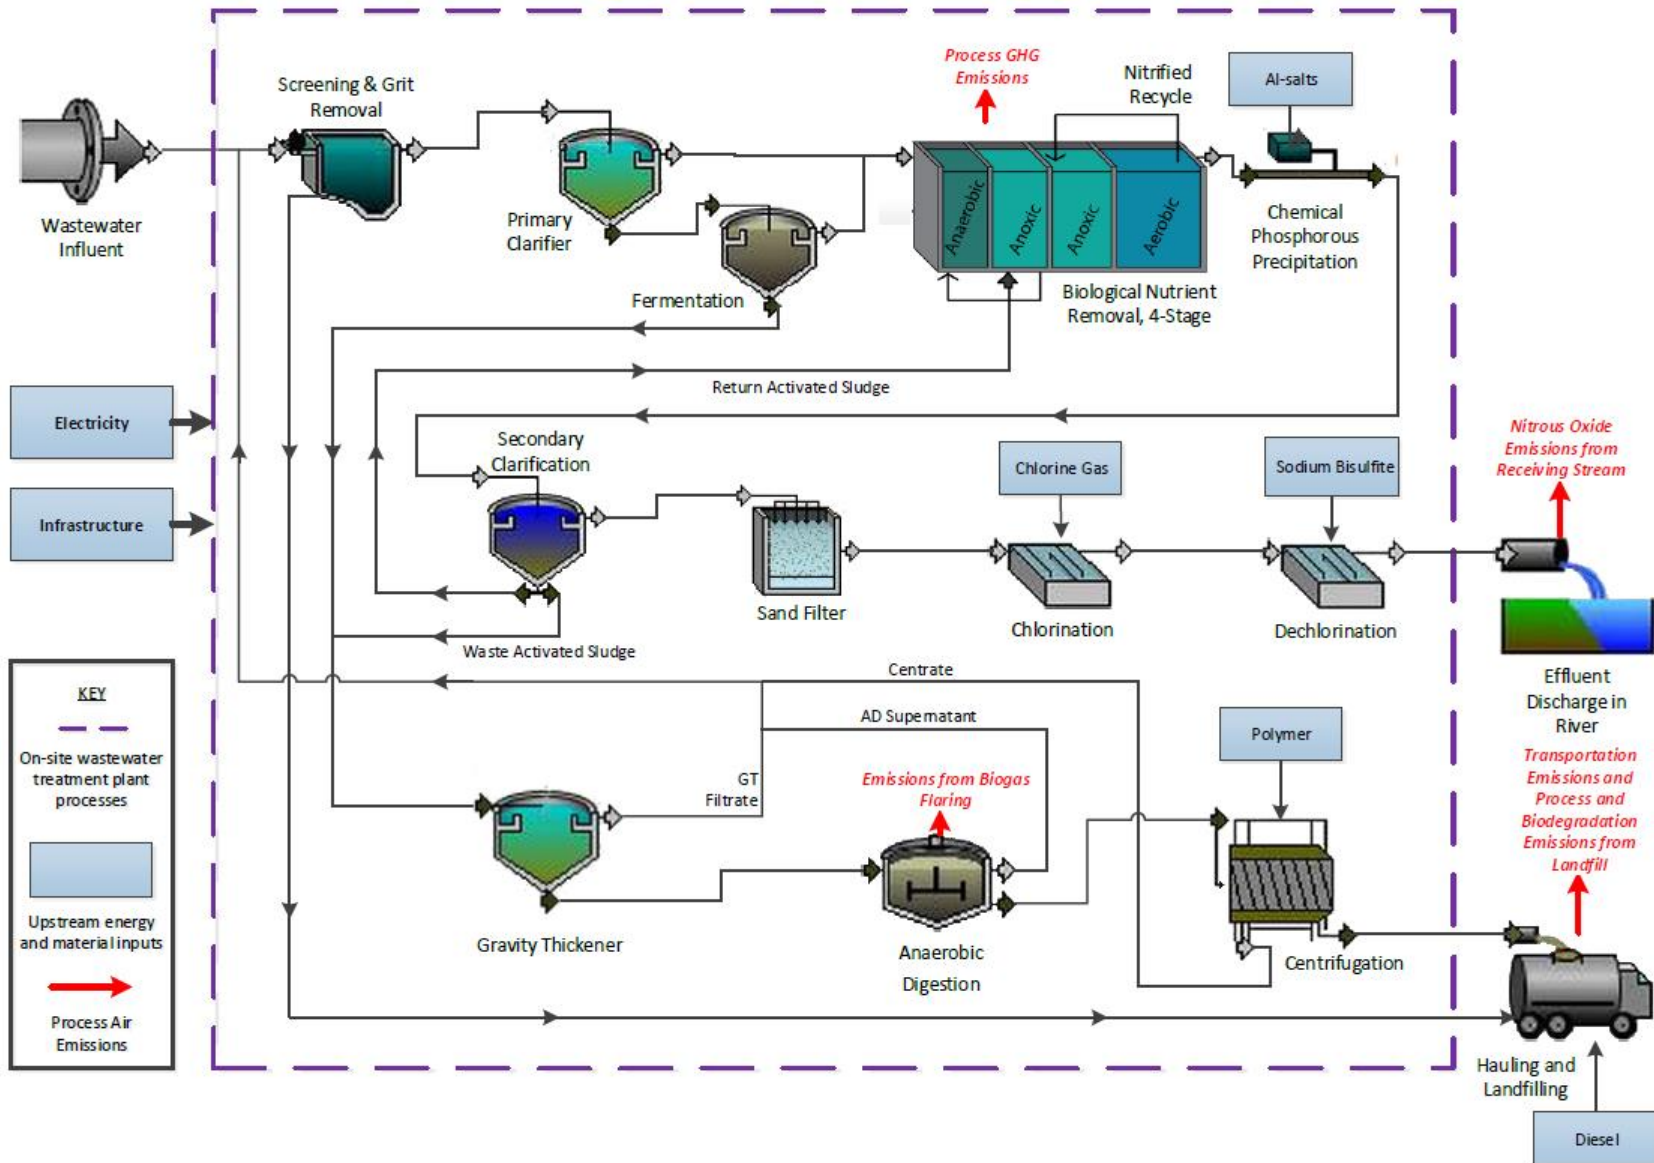 Process GHG
Emissions
Nitrified
Recycle
Al-salts
Screening & Grit
Removal
Wastewater
Influent
Primary
Clarifier
Fermentation
Anaerobic
Anoxic
Anoxic
Aerobic
Biological Nutrient
Removal, 4-Stage
Chemical
Phosphorous
Precipitation
Return Activated Sludge
Electricity
Infrastructure
Secondary
Clarification
Chlorine Gas
Sodium Bisulfite
Nitrous Oxide
Emissions from
Receiving Stream
Sand Filter
Chlorination
Dechlorination
Waste Activated Sludge
Effluent
Discharge in
River
KEY
On-site wastewater
treatment plant
processes
Upstream energy
and material inputs
Process Air
Emissions
Centrate
AD Supernatant
GT
Filtrate
Polymer
Emissions from Biogas
Flaring
Transportation
Emissions and
Process and
Biodegradation
Emissions from
Landfill
Gravity Thickener
Anaerobic
Digestion
Centrifugation
Hauling and
Landfilling
Diesel